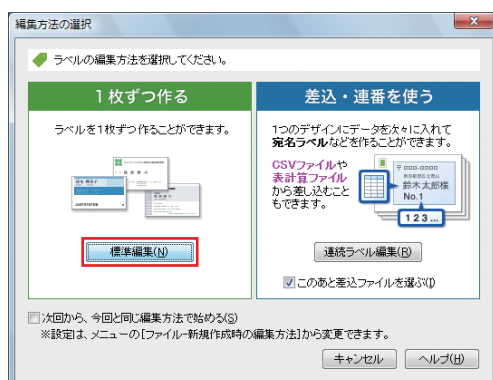 編集方法の選択
ラベルの編集方法を選択してください。
1枚ずつ作る
ラベルを1枚ずつ作ることができます。
JUSTSYSTEM
標準編集(N)
差込・連番を使う
1つのデザインにデータを次々に入れて
宛名ラベルなどを作ることができます。
CSVファイルや
表計算ファイル
から差し込むこと
もできます。
〒000-0000
鈴木太郎様
No.1
123...
連続ラベル編集(R)
このあと差込ファイルを選ぶ(I)
次回から、今回と同じ編集方法で始める(S)
※設定は、メニューの[ファイル-新規作成時の編集方法]から変更できます。
キャンセル
ヘルプ(H)